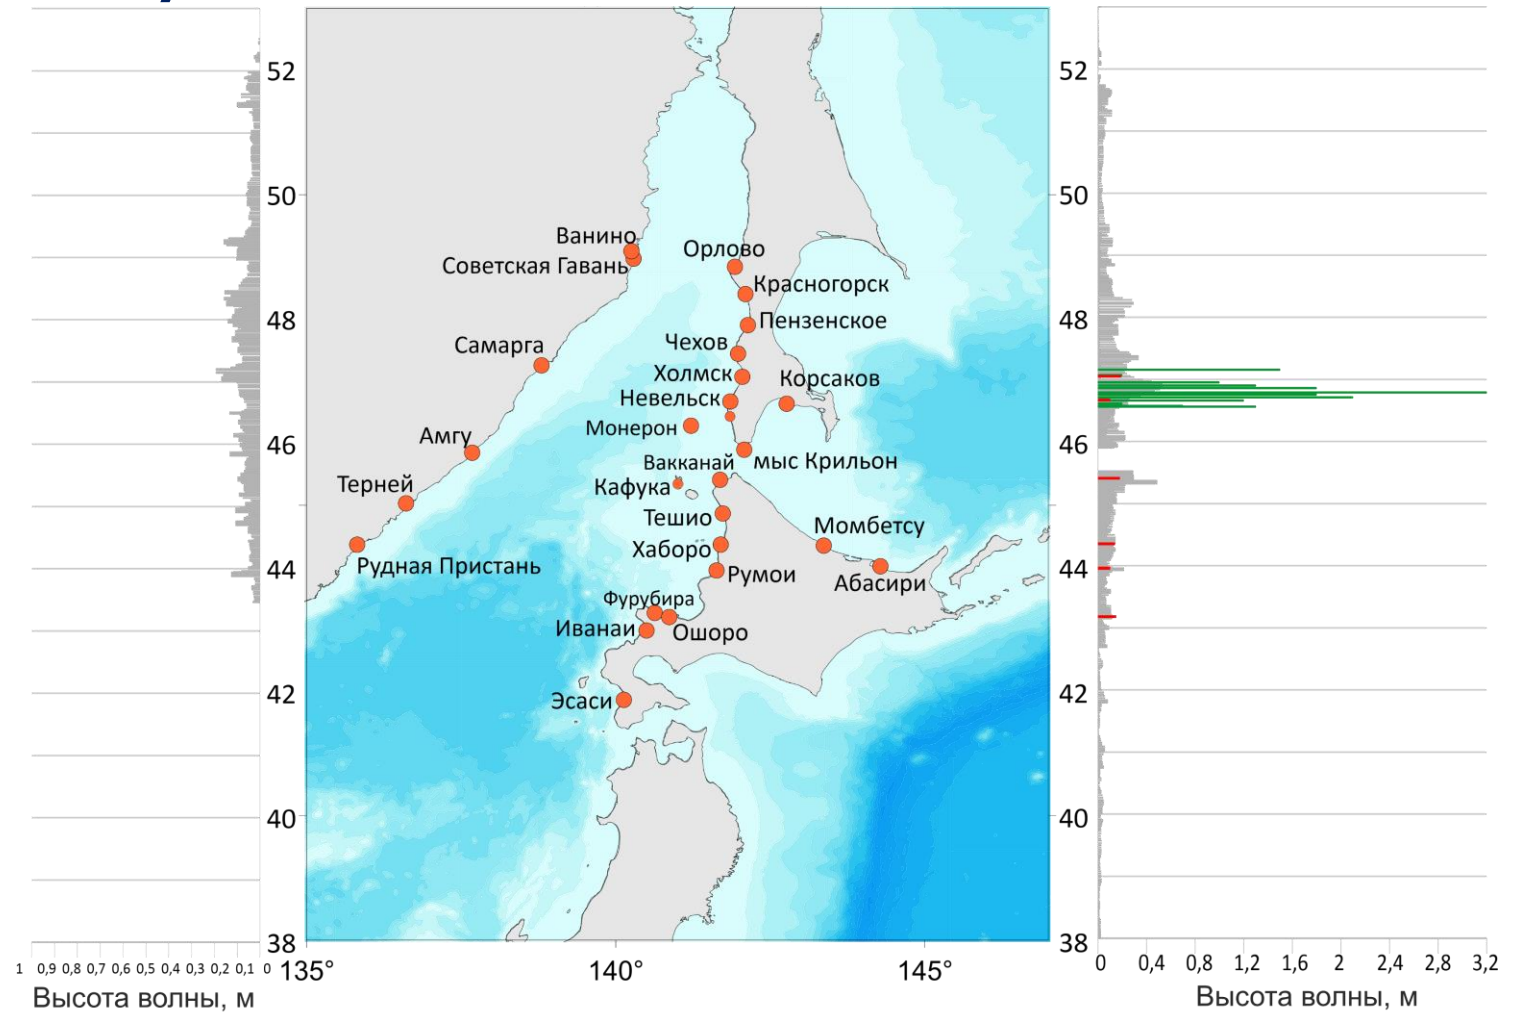 52
52
50
50
Ванино
Орлово
Советская Гавань
Красногорск
48
Пензенское
48
Самарга
Чехов
Холмск
Корсаков
Невельск
Монерон
46
Амгу
46
мыс Крильон
Вакканай
Терней
Кафука
Тешио
Момбетсу
Хаборо
44
Рудная Пристань
Румои
Абасири
44
Фурубира
Иванаи
Ошоро
42
Эсаси
42
40
40
38
38
1 0,9 0,8 0,7 0,6 0,5 0,4 0,3 0,2 0,1 0
135° 140° 145°
0 0,4 0,8 1,2 1,6 2 2,4 2,8 3,2
Высота волны, м
Высота волны, м